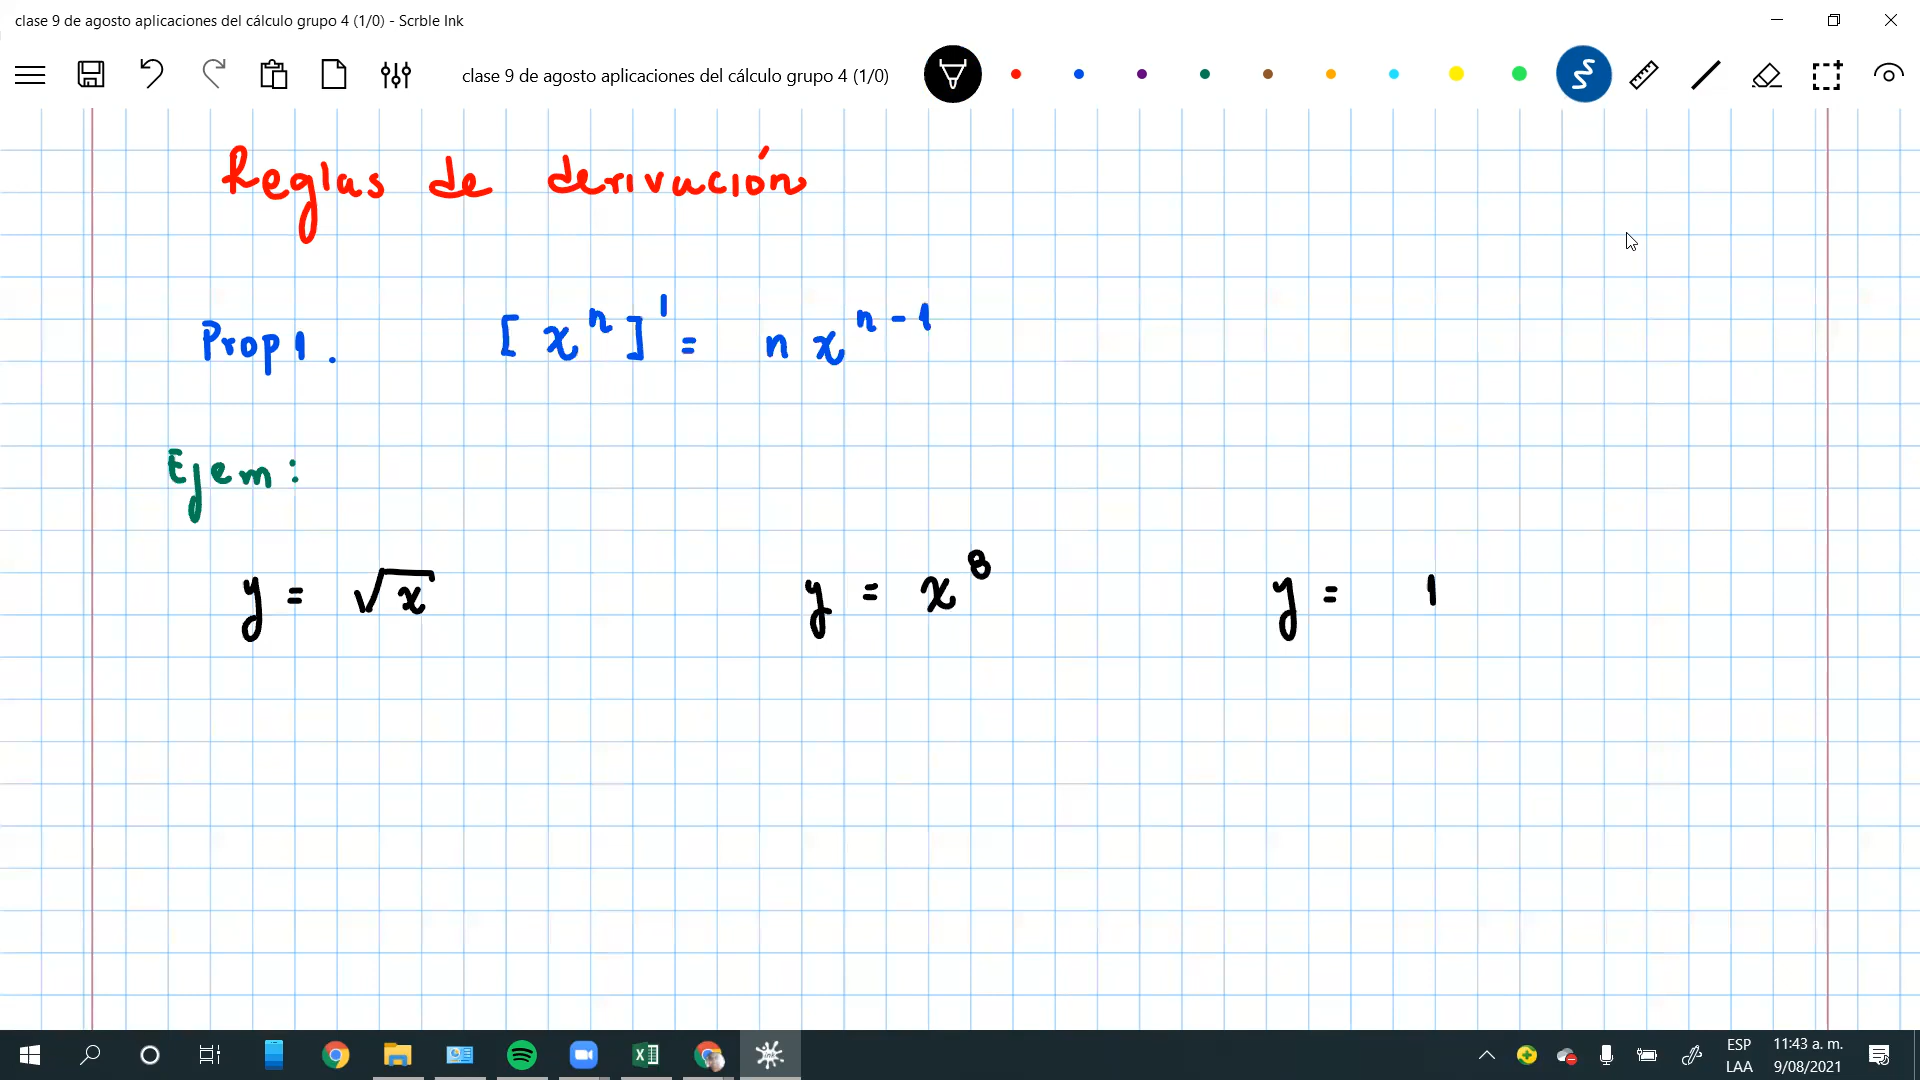 clase 9 de agosto aplicaciones del cálculo grupo 4 (1/0) - Scrble Ink
clase 9 de agosto aplicaciones del cálculo grupo 4 (1/0)
Reglas de derivación
Prop 1. [x^n]' = n x^{n-1}
Ejem:
y = √x y = x^8 y = 1
ESP 11:43 a. m.
LAA 9/08/2021